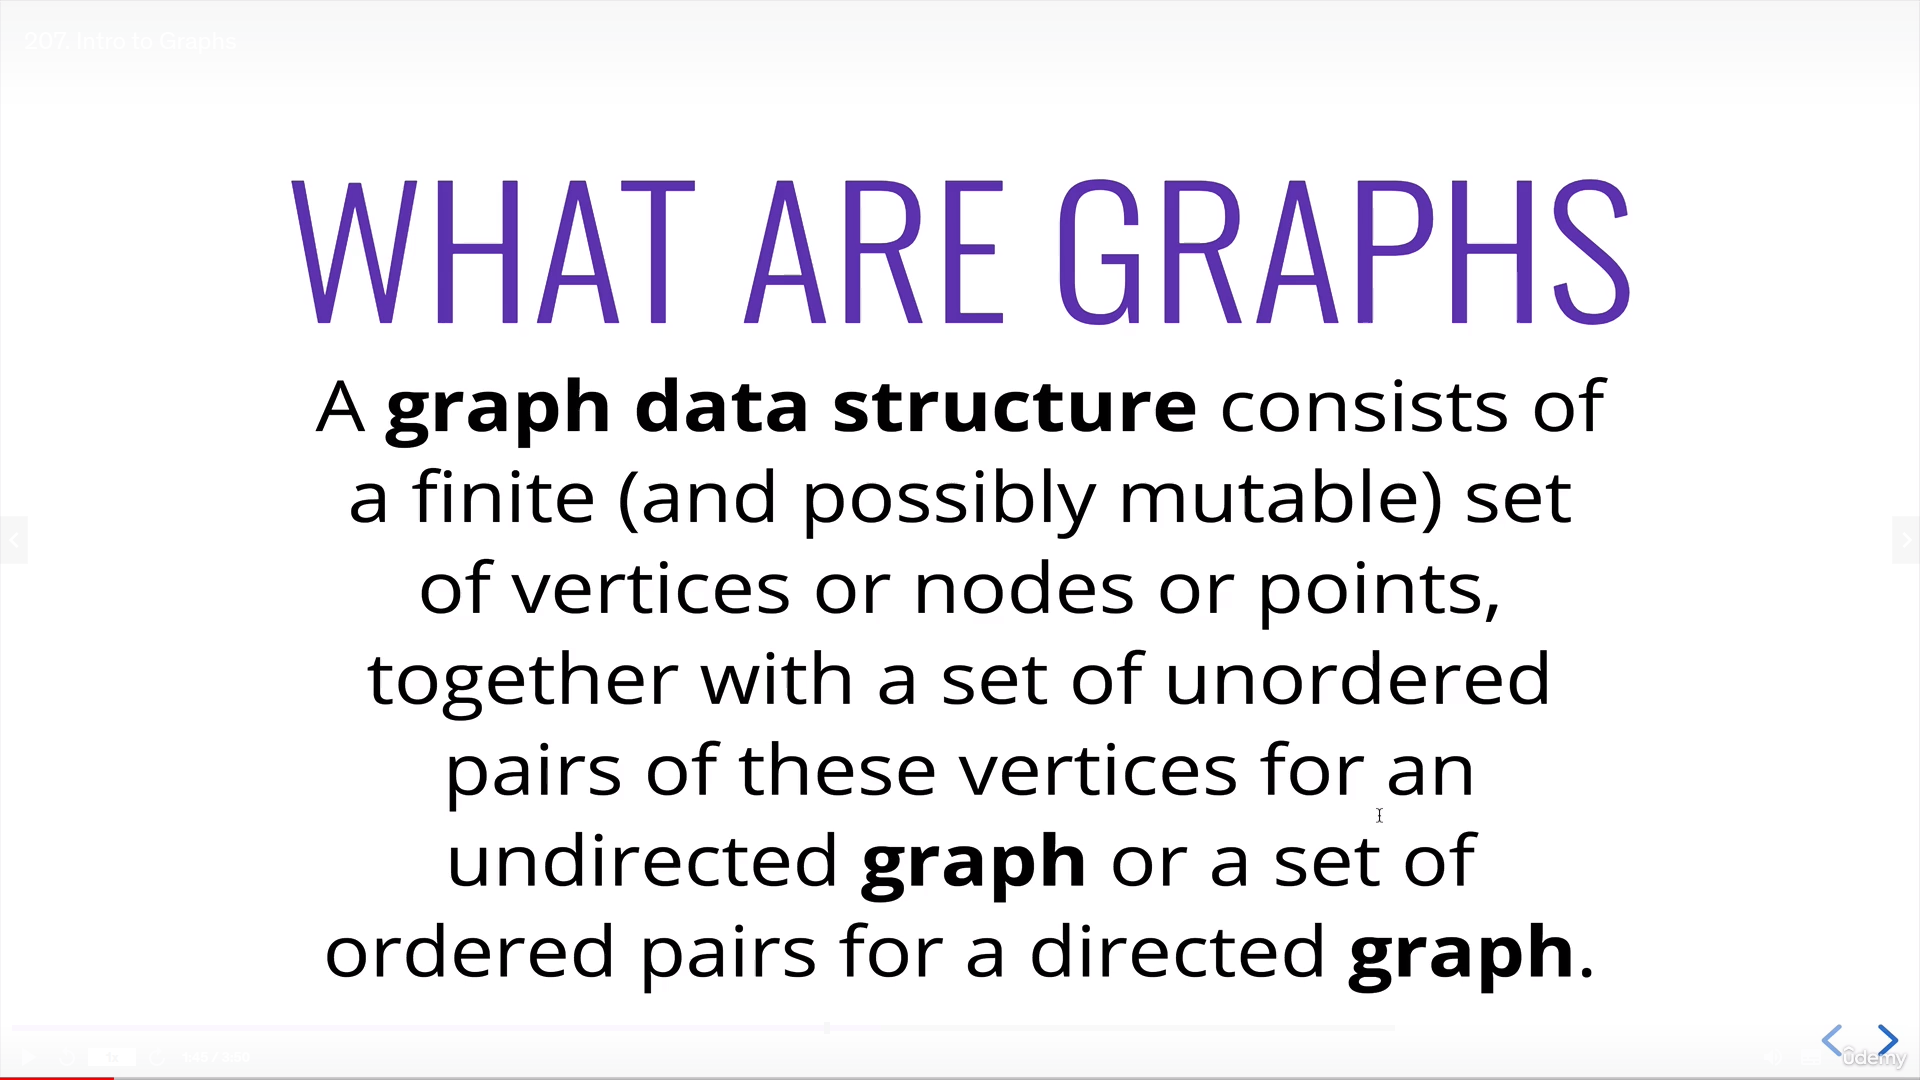 207. Intro to Graphs
WHAT ARE GRAPHS
A graph data structure consists of
a finite (and possibly mutable) set
of vertices or nodes or points,
together with a set of unordered
pairs of these vertices for an
undirected graph or a set of
ordered pairs for a directed graph.
1x
ûdemy